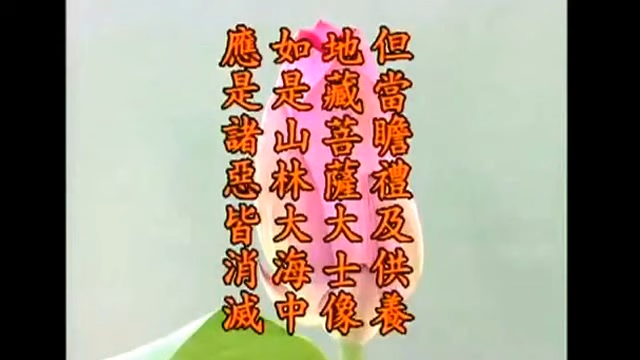 但當瞻禮及供養
地藏菩薩大士像
如是山林大海中
應是諸惡皆消滅